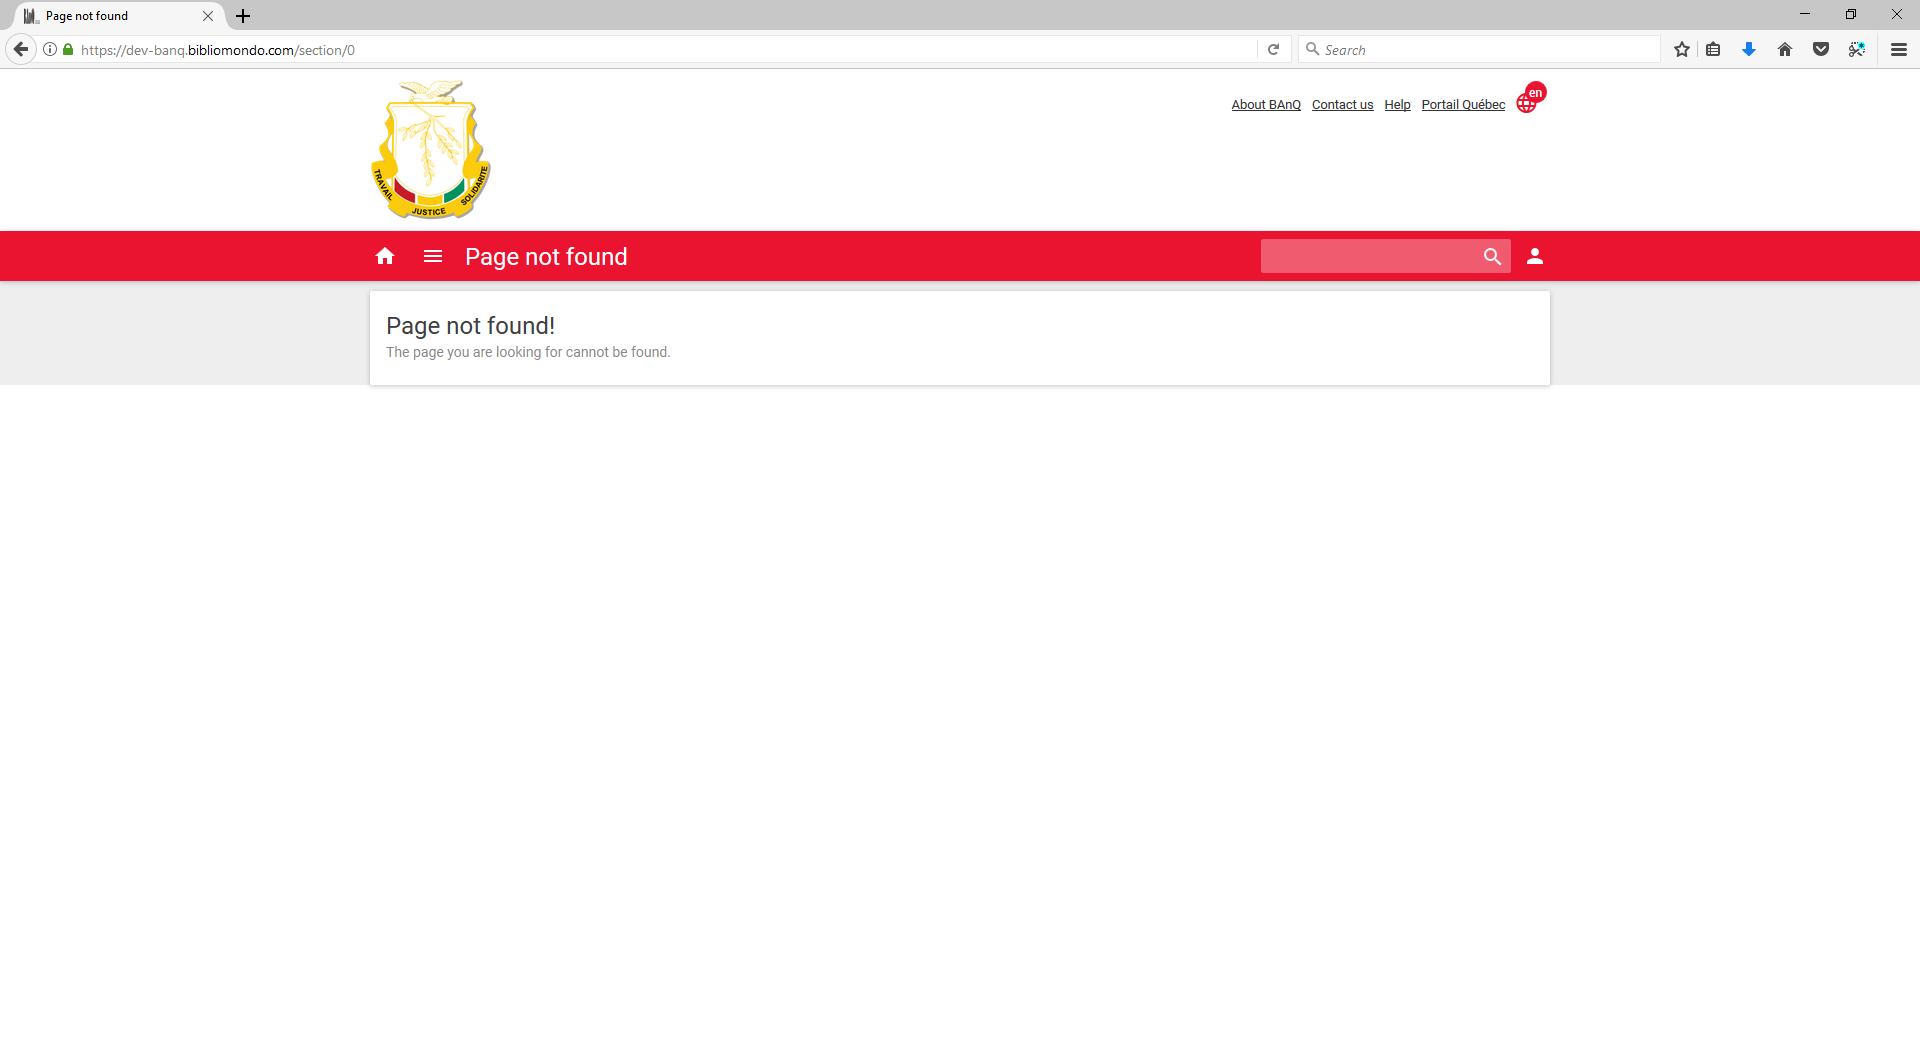 Page not found
https://dev-banq.bibliomondo.com/section/0
Search
TRAVAIL JUSTICE SOLIDARITE
About BAnQ Contact us Help Portail Québec en
Page not found
Page not found!
The page you are looking for cannot be found.